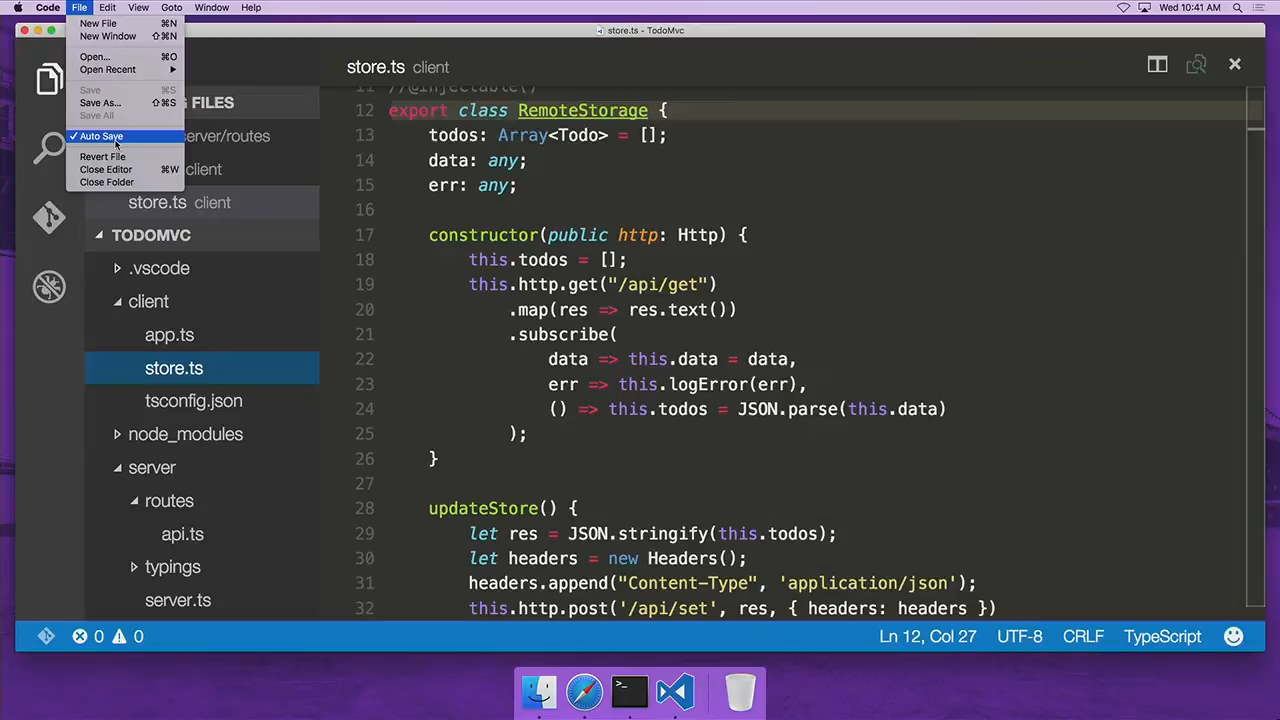 Code File Edit View Goto Window Help Wed 10:41 AM
store.ts - TodoMvc
New File ⌘N
New Window ⇧⌘N
Open... ⌘O
Open Recent
Save ⌘S
Save As... ⇧⌘S
Save All
✓ Auto Save
Revert File
Close Editor ⌘W
Close Folder
FILES
server/routes
client
store.ts client
TODOMVC
.vscode
client
app.ts
store.ts
tsconfig.json
node_modules
server
routes
api.ts
typings
server.ts
store.ts client
11 //@Injectable()
12 export class RemoteStorage {
13 todos: Array<Todo> = [];
14 data: any;
15 err: any;
16
17 constructor(public http: Http) {
18 this.todos = [];
19 this.http.get("/api/get")
20 .map(res => res.text())
21 .subscribe(
22 data => this.data = data,
23 err => this.logError(err),
24 () => this.todos = JSON.parse(this.data)
25 );
26 }
27
28 updateStore() {
29 let res = JSON.stringify(this.todos);
30 let headers = new Headers();
31 headers.append("Content-Type", 'application/json');
32 this.http.post('/api/set', res, { headers: headers })
0 0 Ln 12, Col 27 UTF-8 CRLF TypeScript
>_